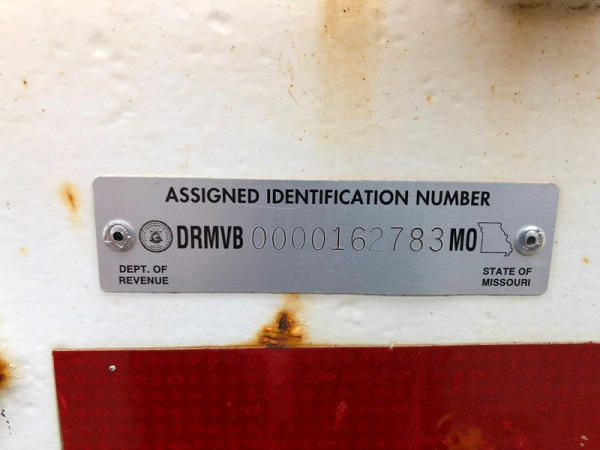 ASSIGNED IDENTIFICATION NUMBER
DRMVB 0000162783 MO
DEPT. OF
REVENUE
STATE OF
MISSOURI